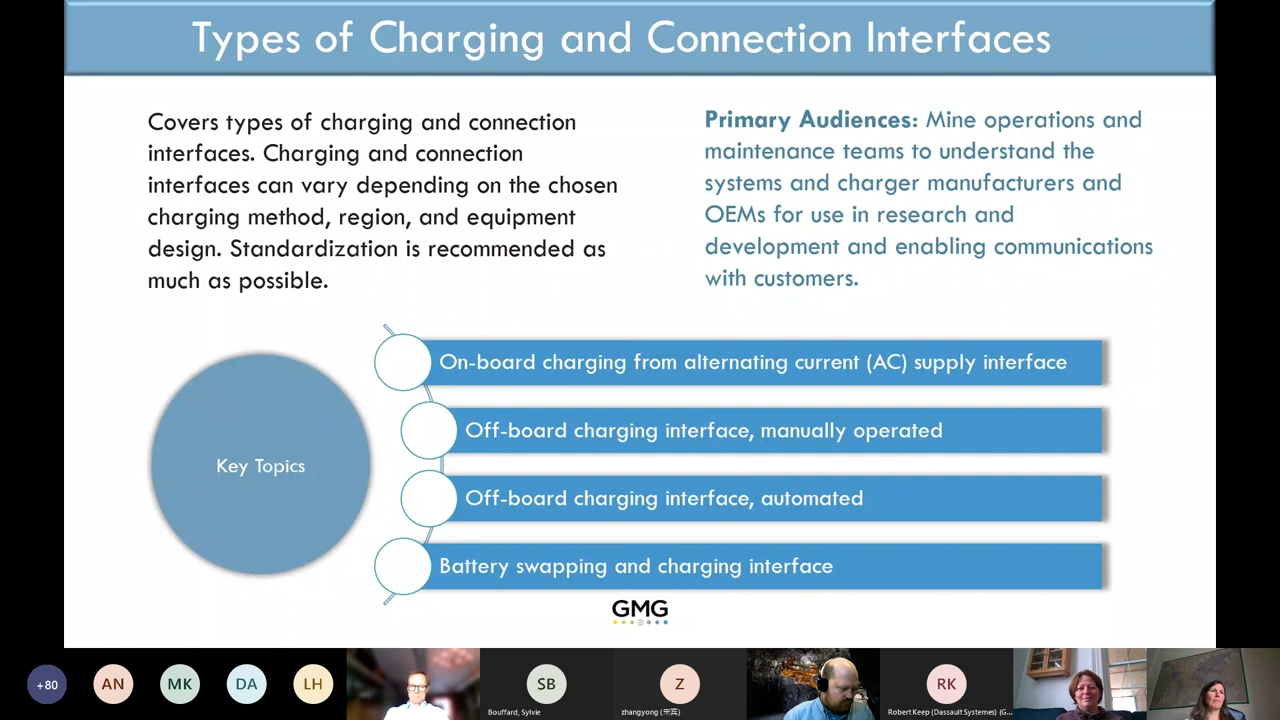 Types of Charging and Connection Interfaces
Covers types of charging and connection
interfaces. Charging and connection
interfaces can vary depending on the chosen
charging method, region, and equipment
design. Standardization is recommended as
much as possible.
Primary Audiences: Mine operations and
maintenance teams to understand the
systems and charger manufacturers and
OEMs for use in research and
development and enabling communications
with customers.
Key Topics
On-board charging from alternating current (AC) supply interface
Off-board charging interface, manually operated
Off-board charging interface, automated
Battery swapping and charging interface
GMG
+80
AN
MK
DA
LH
SB
Bouffard, Sylvie
Z
zhangyong
RK
Robert Keep (Dassault Systemes) (G...